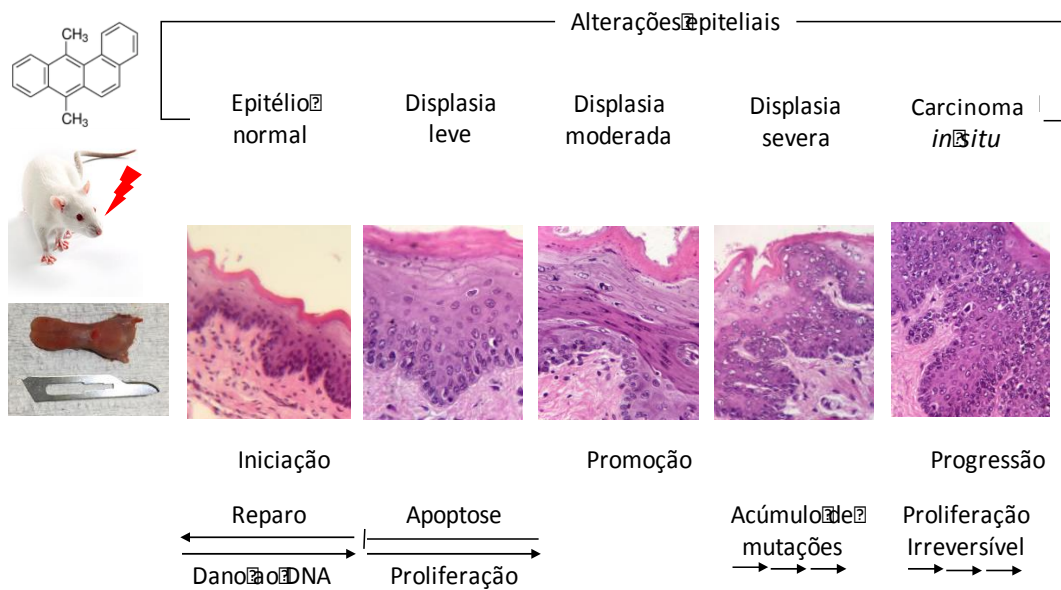 Alterações epiteliais
CH₃
CH₃
Epitélio
normal
Displasia
leve
Displasia
moderada
Displasia
severa
Carcinoma
in situ
Iniciação
Promoção
Progressão
Reparo
Dano ao DNA
Apoptose
Proliferação
Acúmulo de
mutações
Proliferação
Irreversível